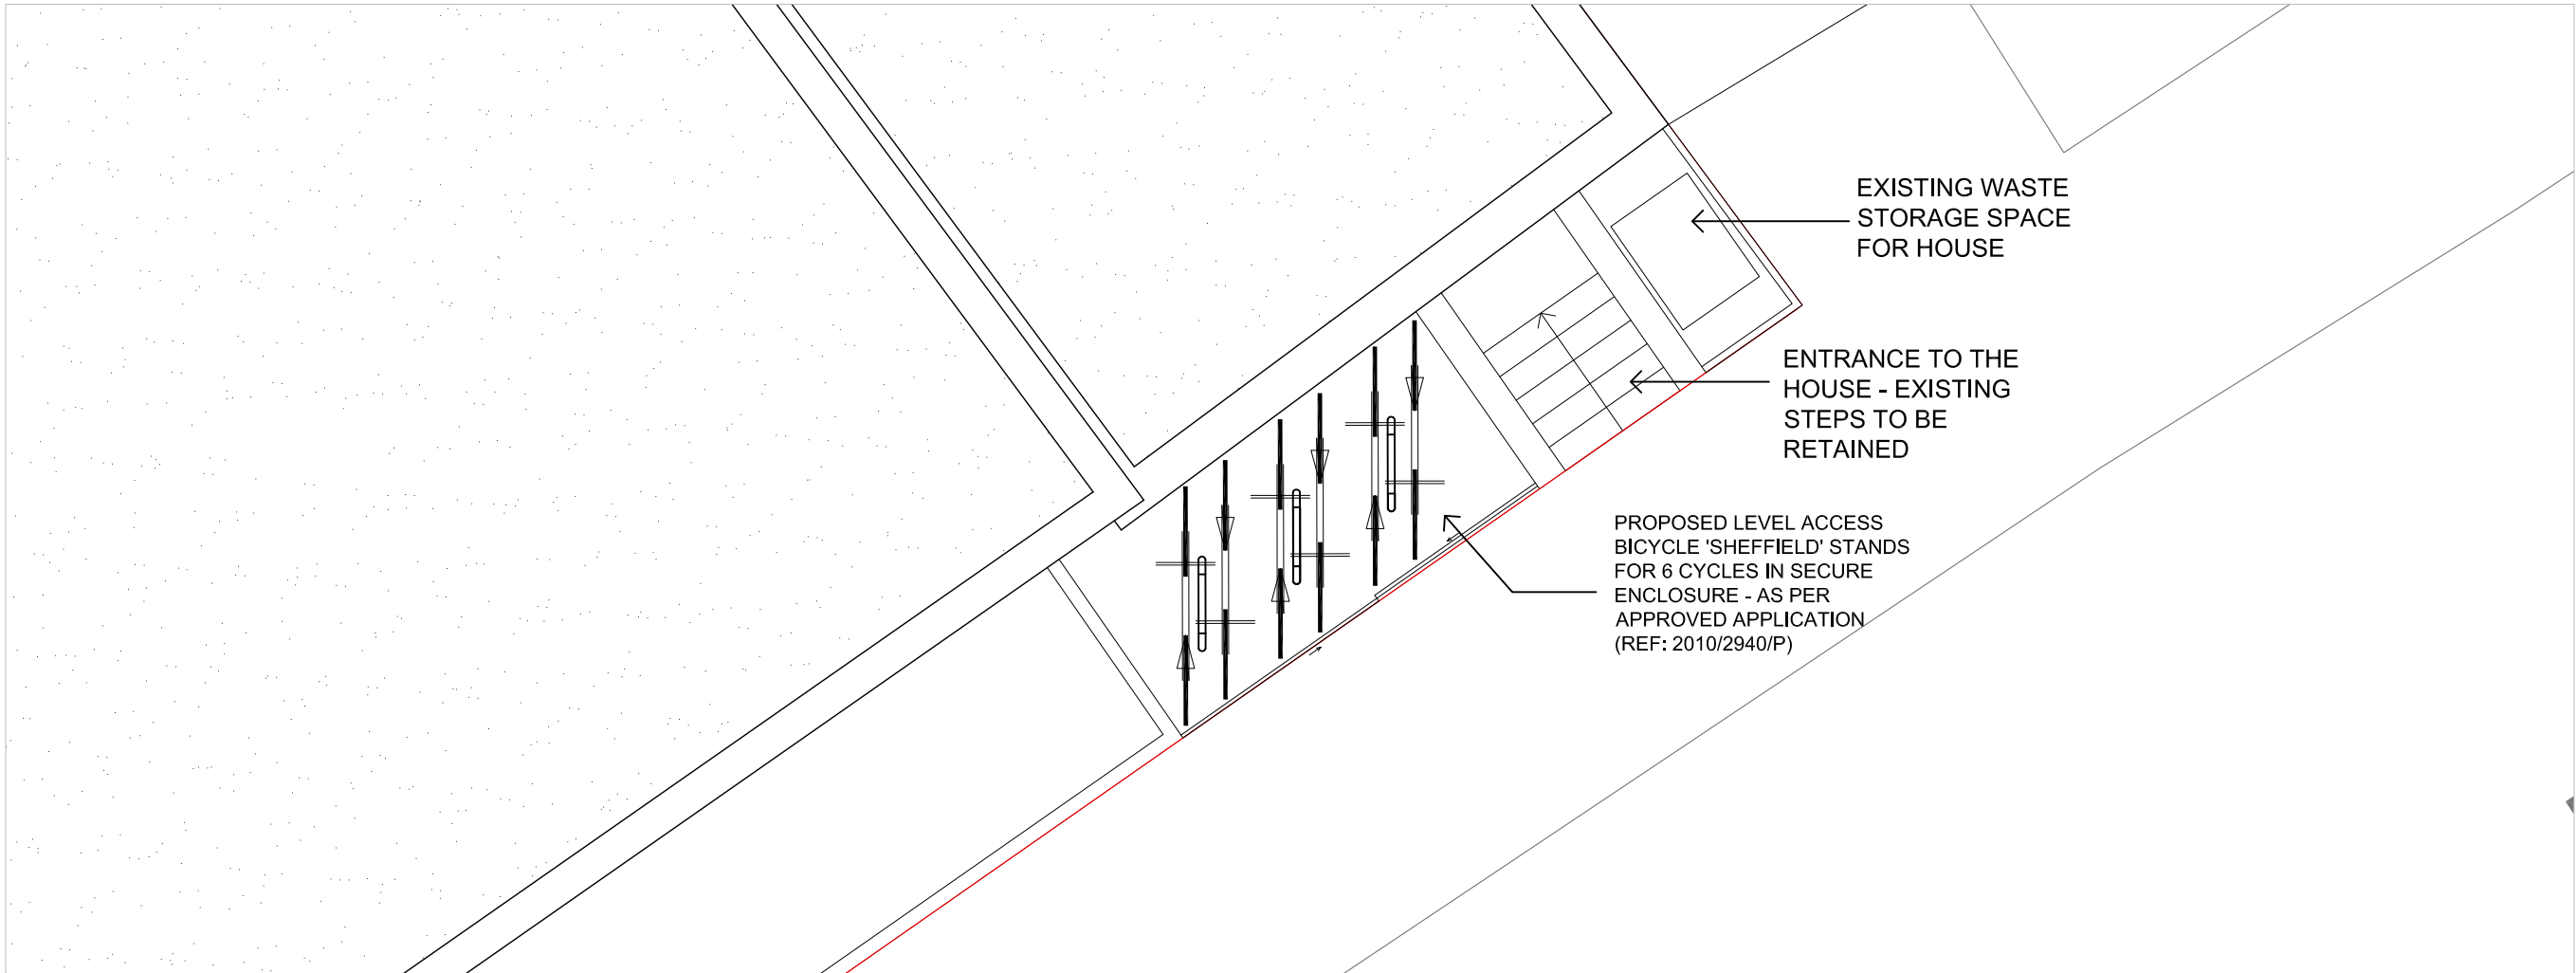 EXISTING WASTE
STORAGE SPACE
FOR HOUSE
ENTRANCE TO THE
HOUSE - EXISTING
STEPS TO BE
RETAINED
PROPOSED LEVEL ACCESS
BICYCLE 'SHEFFIELD' STANDS
FOR 6 CYCLES IN SECURE
ENCLOSURE - AS PER
APPROVED APPLICATION
(REF: 2010/2940/P)